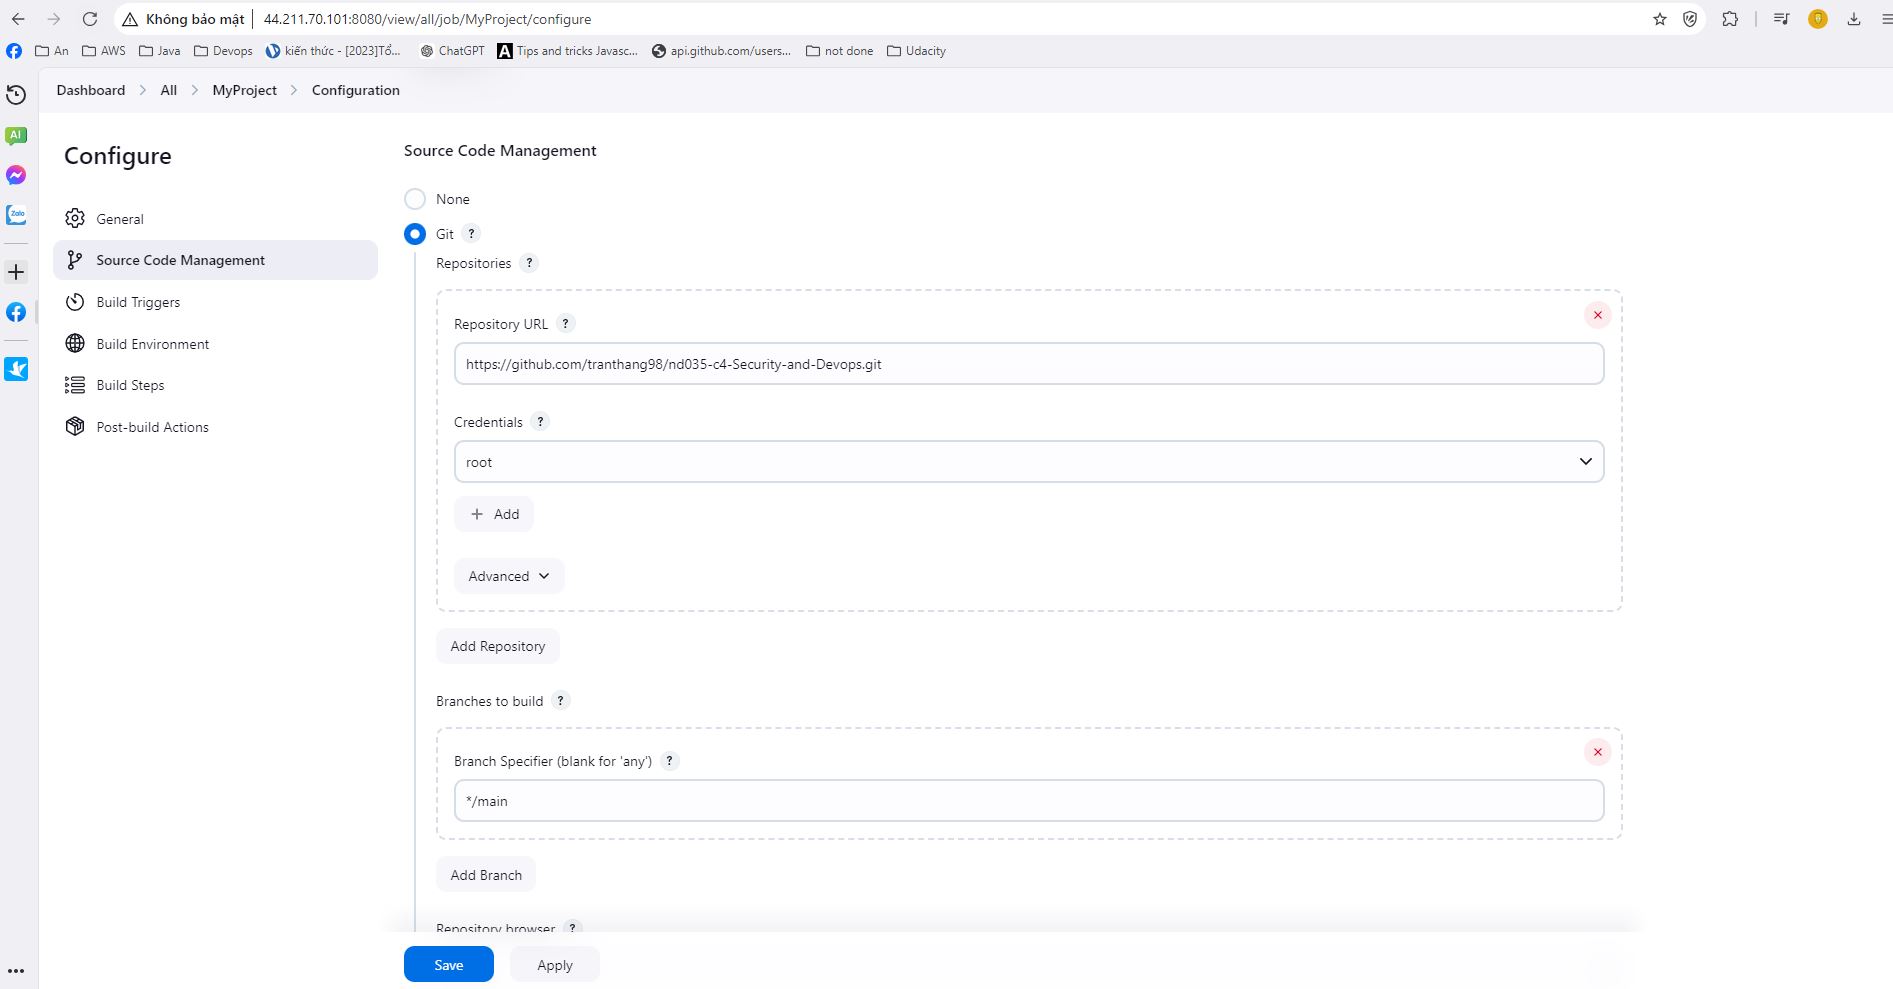 Không bảo mật 44.211.70.101:8080/view/all/job/MyProject/configure
An AWS Java Devops kiến thức - [2023]Tổ... ChatGPT A Tips and tricks Javasc... api.github.com/users... not done Udacity
Dashboard All MyProject Configuration
AI
Zalo
Configure
General
Source Code Management
Build Triggers
Build Environment
Build Steps
Post-build Actions
Source Code Management
None
Git ?
Repositories ?
Repository URL ?
https://github.com/tranthang98/nd035-c4-Security-and-Devops.git
Credentials ?
root
+ Add
Advanced
Add Repository
Branches to build ?
Branch Specifier (blank for 'any') ?
*/main
Add Branch
Repository browser ?
Save Apply